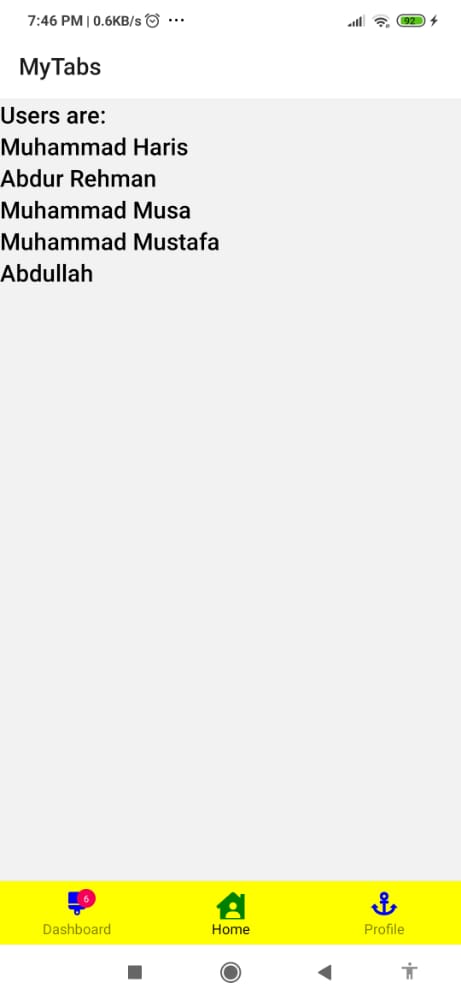 7:46 PM | 0.6KB/s ...
92
MyTabs
Users are:
Muhammad Haris
Abdur Rehman
Muhammad Musa
Muhammad Mustafa
Abdullah
6
Dashboard
Home
Profile